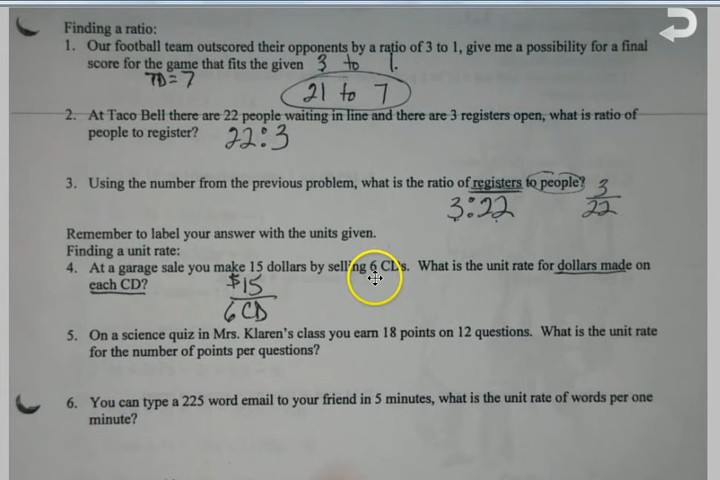 Finding a ratio:
1. Our football team outscored their opponents by a ratio of 3 to 1, give me a possibility for a final
score for the game that fits the given 3 to 1.
TD = 7
21 to 7
2. At Taco Bell there are 22 people waiting in line and there are 3 registers open, what is ratio of
people to register? 22:3
3. Using the number from the previous problem, what is the ratio of registers to people? 3/22
3:22
Remember to label your answer with the units given.
Finding a unit rate:
4. At a garage sale you make 15 dollars by selling 6 CD's. What is the unit rate for dollars made on
each CD? $15
6 CD
5. On a science quiz in Mrs. Klaren's class you earn 18 points on 12 questions. What is the unit rate
for the number of points per questions?
6. You can type a 225 word email to your friend in 5 minutes, what is the unit rate of words per one
minute?